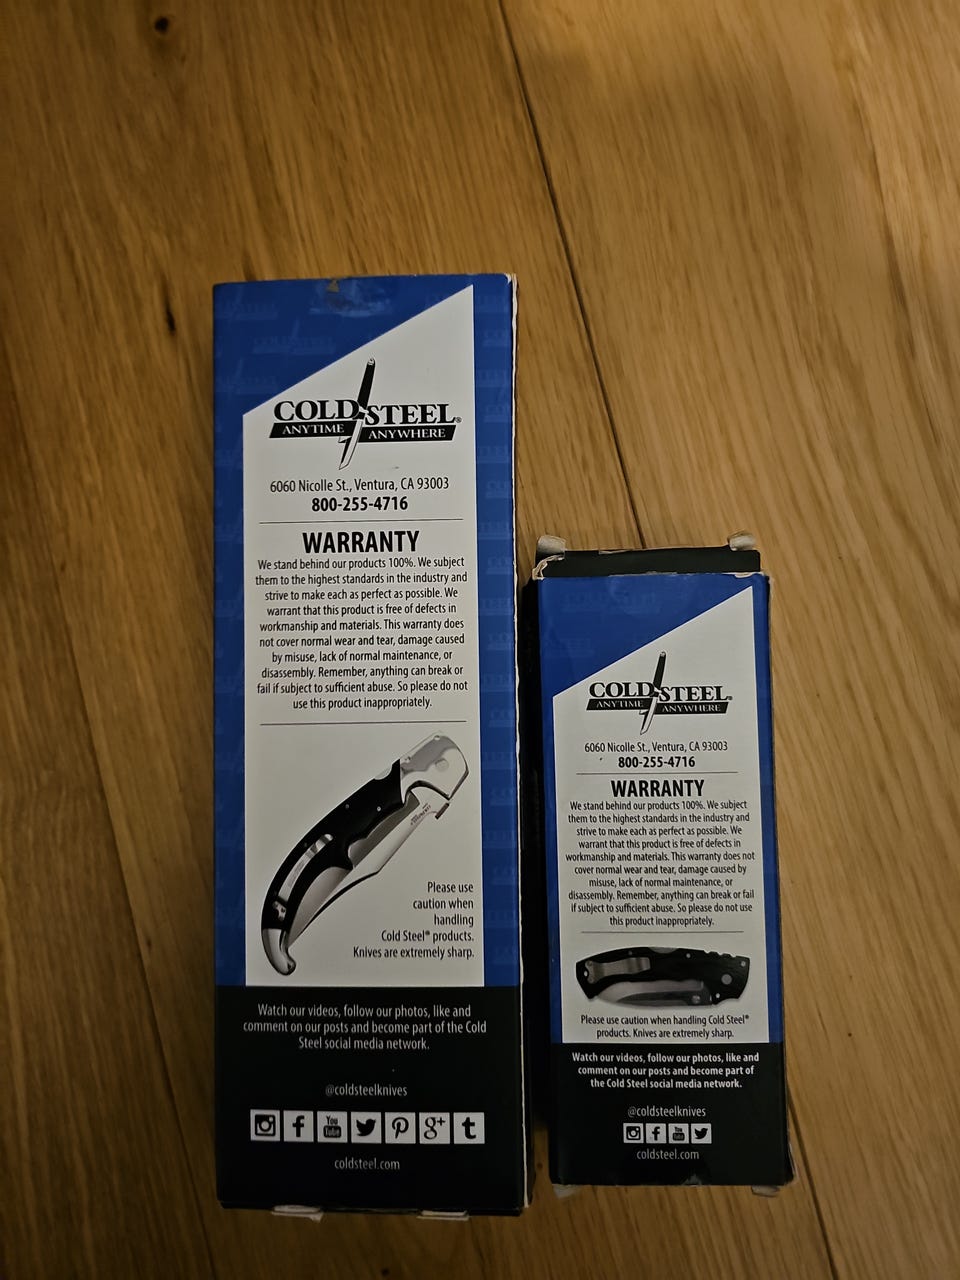 COLD STEEL®
ANYTIME ANYWHERE
6060 Nicolle St., Ventura, CA 93003
800-255-4716
WARRANTY
We stand behind our products 100%. We subject
them to the highest standards in the industry and
strive to make each as perfect as possible. We
warrant that this product is free of defects in
workmanship and materials. This warranty does
not cover normal wear and tear, damage caused
by misuse, lack of normal maintenance, or
disassembly. Remember, anything can break or
fail if subject to sufficient abuse. So please do not
use this product inappropriately.
Please use
caution when
handling
Cold Steel® products.
Knives are extremely sharp.
Watch our videos, follow our photos, like and
comment on our posts and become part of the Cold
Steel social media network.
@coldsteelknives
f You Tube g+ t
coldsteel.com
COLD STEEL®
ANYTIME ANYWHERE
6060 Nicolle St., Ventura, CA 93003
800-255-4716
WARRANTY
We stand behind our products 100%. We subject
them to the highest standards in the industry and
strive to make each as perfect as possible. We
warrant that this product is free of defects in
workmanship and materials. This warranty does not
cover normal wear and tear, damage caused by
misuse, lack of normal maintenance, or
disassembly. Remember, anything can break or fail
if subject to sufficient abuse. So please do not use
this product inappropriately.
Please use caution when handling Cold Steel®
products. Knives are extremely sharp.
Watch our videos, follow our photos, like and
comment on our posts and become part of
the Cold Steel social media network.
@coldsteelknives
f You Tube
coldsteel.com